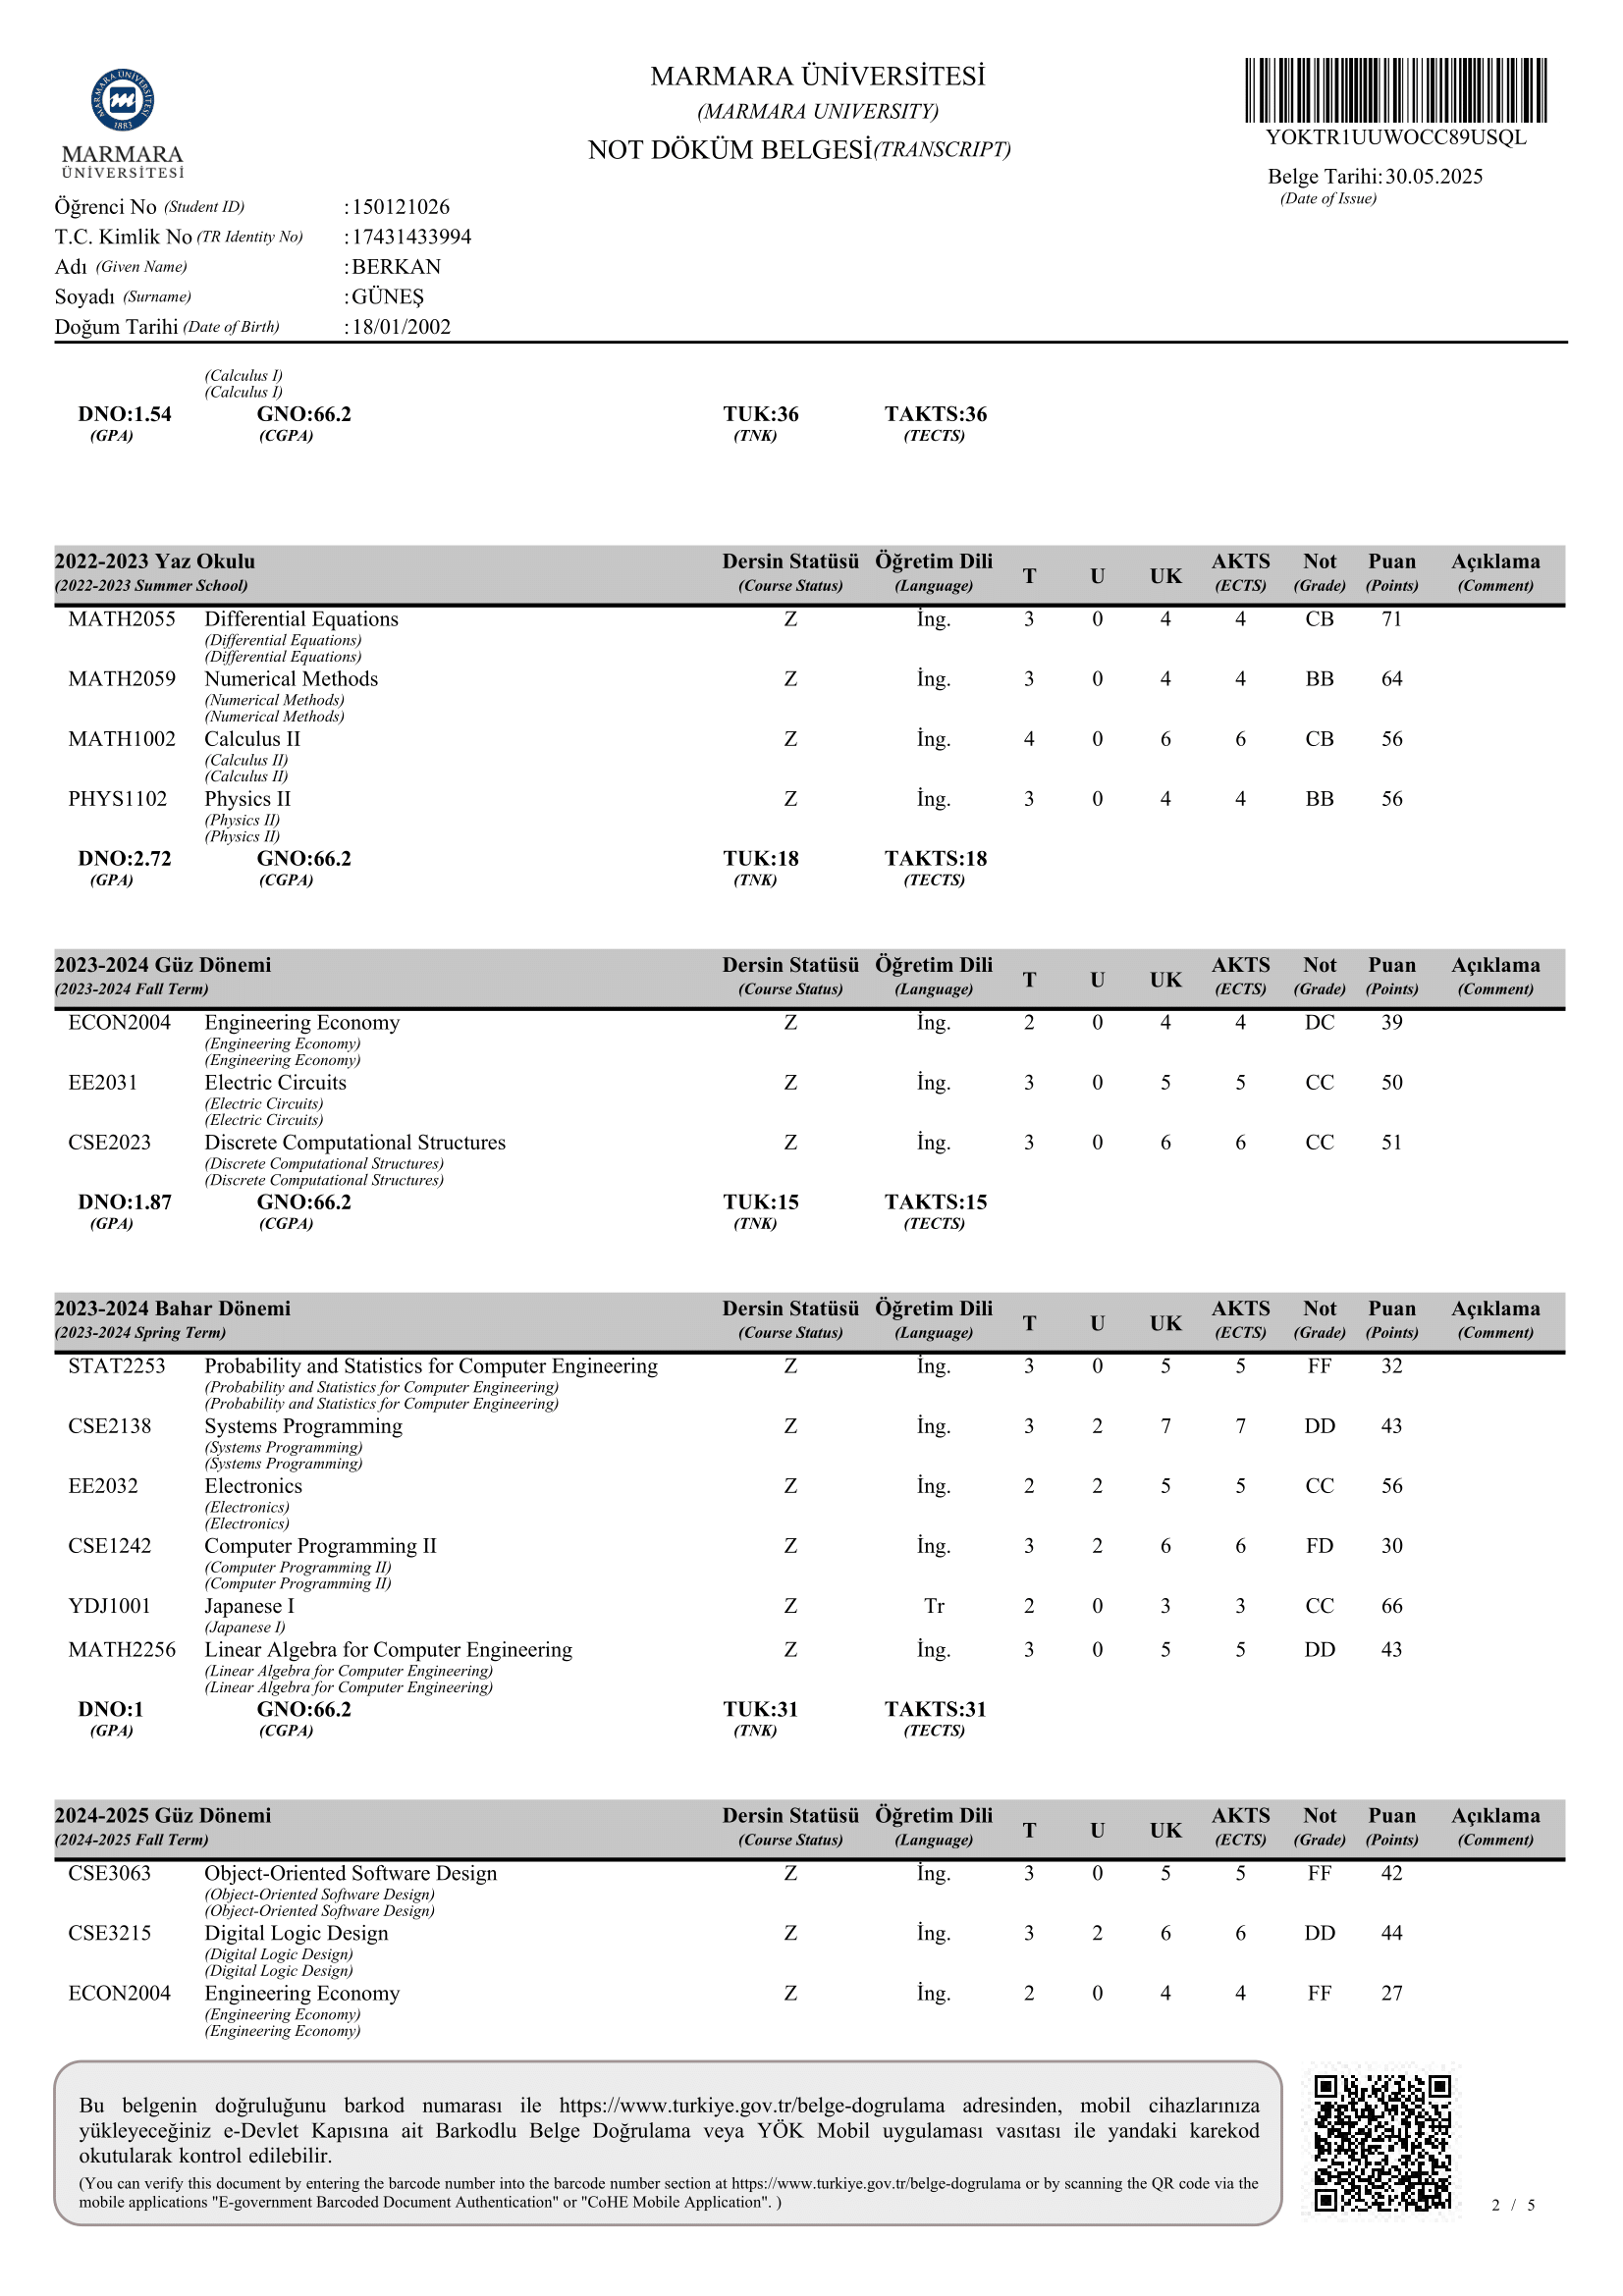 MARMARA ÜNİVERSİTESİ
(MARMARA UNIVERSITY)
NOT DÖKÜM BELGESİ(TRANSCRIPT)
MARMARA ÜNİVERSİTESİ
1883
MARMARA
ÜNİVERSİTESİ
YOKTR1UUWOCC89USQL
Belge Tarihi:30.05.2025
(Date of Issue)
Öğrenci No (Student ID) :150121026
T.C. Kimlik No (TR Identity No) :17431433994
Adı (Given Name) :BERKAN
Soyadı (Surname) :GÜNEŞ
Doğum Tarihi (Date of Birth) :18/01/2002
(Calculus I)
(Calculus I)
DNO:1.54 GNO:66.2 TUK:36 TAKTS:36
(GPA) (CGPA) (TNK) (TECTS)
2022-2023 Yaz Okulu Dersin Statüsü Öğretim Dili T U UK AKTS Not Puan Açıklama
(2022-2023 Summer School) (Course Status) (Language) (ECTS) (Grade) (Points) (Comment)
MATH2055 Differential Equations Z İng. 3 0 4 4 CB 71
(Differential Equations)
(Differential Equations)
MATH2059 Numerical Methods Z İng. 3 0 4 4 BB 64
(Numerical Methods)
(Numerical Methods)
MATH1002 Calculus II Z İng. 4 0 6 6 CB 56
(Calculus II)
(Calculus II)
PHYS1102 Physics II Z İng. 3 0 4 4 BB 56
(Physics II)
(Physics II)
DNO:2.72 GNO:66.2 TUK:18 TAKTS:18
(GPA) (CGPA) (TNK) (TECTS)
2023-2024 Güz Dönemi Dersin Statüsü Öğretim Dili T U UK AKTS Not Puan Açıklama
(2023-2024 Fall Term) (Course Status) (Language) (ECTS) (Grade) (Points) (Comment)
ECON2004 Engineering Economy Z İng. 2 0 4 4 DC 39
(Engineering Economy)
(Engineering Economy)
EE2031 Electric Circuits Z İng. 3 0 5 5 CC 50
(Electric Circuits)
(Electric Circuits)
CSE2023 Discrete Computational Structures Z İng. 3 0 6 6 CC 51
(Discrete Computational Structures)
(Discrete Computational Structures)
DNO:1.87 GNO:66.2 TUK:15 TAKTS:15
(GPA) (CGPA) (TNK) (TECTS)
2023-2024 Bahar Dönemi Dersin Statüsü Öğretim Dili T U UK AKTS Not Puan Açıklama
(2023-2024 Spring Term) (Course Status) (Language) (ECTS) (Grade) (Points) (Comment)
STAT2253 Probability and Statistics for Computer Engineering Z İng. 3 0 5 5 FF 32
(Probability and Statistics for Computer Engineering)
(Probability and Statistics for Computer Engineering)
CSE2138 Systems Programming Z İng. 3 2 7 7 DD 43
(Systems Programming)
(Systems Programming)
EE2032 Electronics Z İng. 2 2 5 5 CC 56
(Electronics)
(Electronics)
CSE1242 Computer Programming II Z İng. 3 2 6 6 FD 30
(Computer Programming II)
(Computer Programming II)
YDJ1001 Japanese I Z Tr 2 0 3 3 CC 66
(Japanese I)
MATH2256 Linear Algebra for Computer Engineering Z İng. 3 0 5 5 DD 43
(Linear Algebra for Computer Engineering)
(Linear Algebra for Computer Engineering)
DNO:1 GNO:66.2 TUK:31 TAKTS:31
(GPA) (CGPA) (TNK) (TECTS)
2024-2025 Güz Dönemi Dersin Statüsü Öğretim Dili T U UK AKTS Not Puan Açıklama
(2024-2025 Fall Term) (Course Status) (Language) (ECTS) (Grade) (Points) (Comment)
CSE3063 Object-Oriented Software Design Z İng. 3 0 5 5 FF 42
(Object-Oriented Software Design)
(Object-Oriented Software Design)
CSE3215 Digital Logic Design Z İng. 3 2 6 6 DD 44
(Digital Logic Design)
(Digital Logic Design)
ECON2004 Engineering Economy Z İng. 2 0 4 4 FF 27
(Engineering Economy)
(Engineering Economy)
Bu belgenin doğruluğunu barkod numarası ile https://www.turkiye.gov.tr/belge-dogrulama adresinden, mobil cihazlarınıza
yükleyeceğiniz e-Devlet Kapısına ait Barkodlu Belge Doğrulama veya YÖK Mobil uygulaması vasıtası ile yandaki karekod
okutularak kontrol edilebilir.
(You can verify this document by entering the barcode number into the barcode number section at https://www.turkiye.gov.tr/belge-dogrulama or by scanning the QR code via the
mobile applications "E-government Barcoded Document Authentication" or "CoHE Mobile Application". )
2 / 5